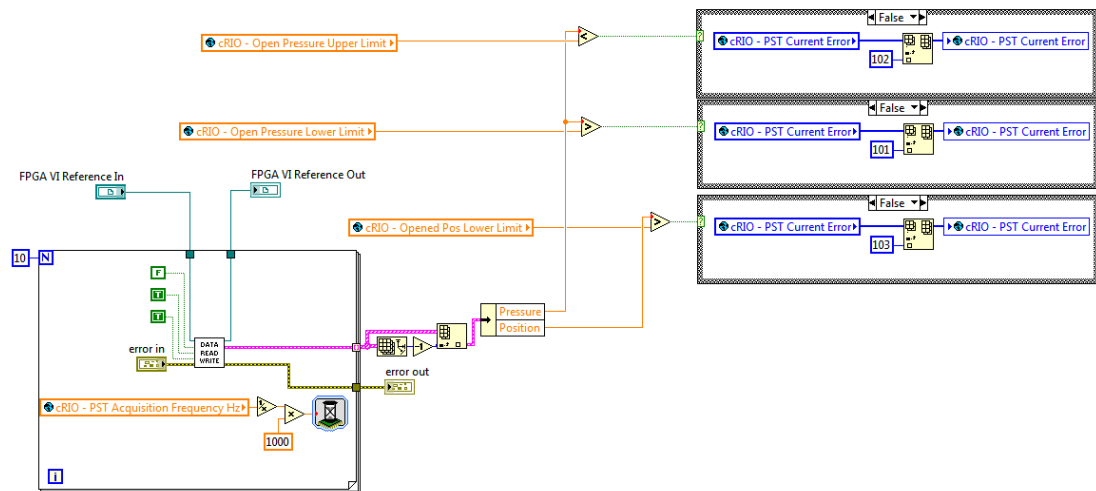 False
cRIO - Open Pressure Upper Limit
cRIO - PST Current Error
cRIO - PST Current Error
102
False
cRIO - Open Pressure Lower Limit
cRIO - PST Current Error
cRIO - PST Current Error
101
FPGA VI Reference In
FPGA VI Reference Out
False
cRIO - Opened Pos Lower Limit
cRIO - PST Current Error
cRIO - PST Current Error
103
10
N
F
T
T
Pressure
Position
DATA
READ
WRITE
-1
error in
error out
cRIO - PST Acquisition Frequency Hz
1/x
x
1000
i